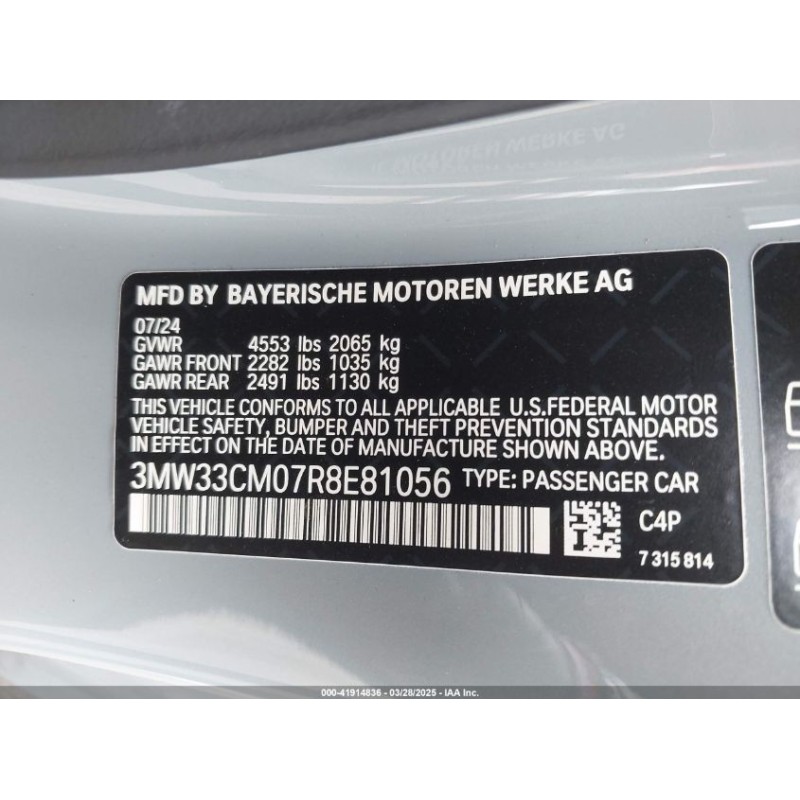 MFD BY BAYERISCHE MOTOREN WERKE AG
07/24
GVWR 4553 lbs 2065 kg
GAWR FRONT 2282 lbs 1035 kg
GAWR REAR 2491 lbs 1130 kg
THIS VEHICLE CONFORMS TO ALL APPLICABLE U.S.FEDERAL MOTOR
VEHICLE SAFETY, BUMPER AND THEFT PREVENTION STANDARDS
IN EFFECT ON THE DATE OF MANUFACTURE SHOWN ABOVE.
3MW33CM07R8E81056 TYPE: PASSENGER CAR
C4P
7 315 814
000-41914836 - 03/28/2025 - IAA Inc.